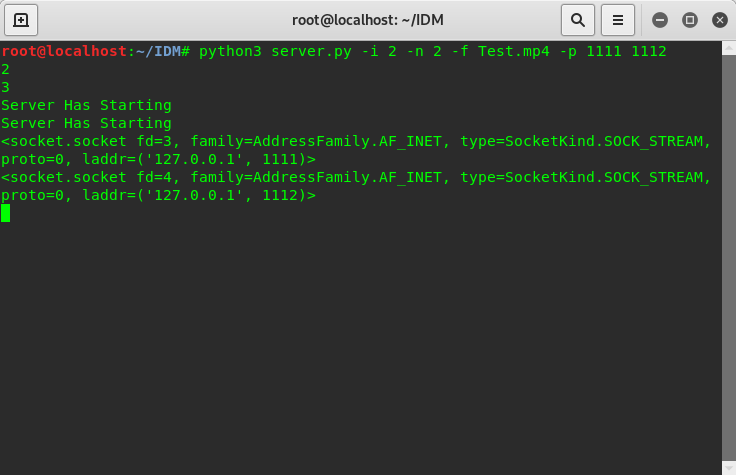 root@localhost: ~/IDM
root@localhost:~/IDM# python3 server.py -i 2 -n 2 -f Test.mp4 -p 1111 1112
2
3
Server Has Starting
Server Has Starting
<socket.socket fd=3, family=AddressFamily.AF_INET, type=SocketKind.SOCK_STREAM,
proto=0, laddr=('127.0.0.1', 1111)>
<socket.socket fd=4, family=AddressFamily.AF_INET, type=SocketKind.SOCK_STREAM,
proto=0, laddr=('127.0.0.1', 1112)>